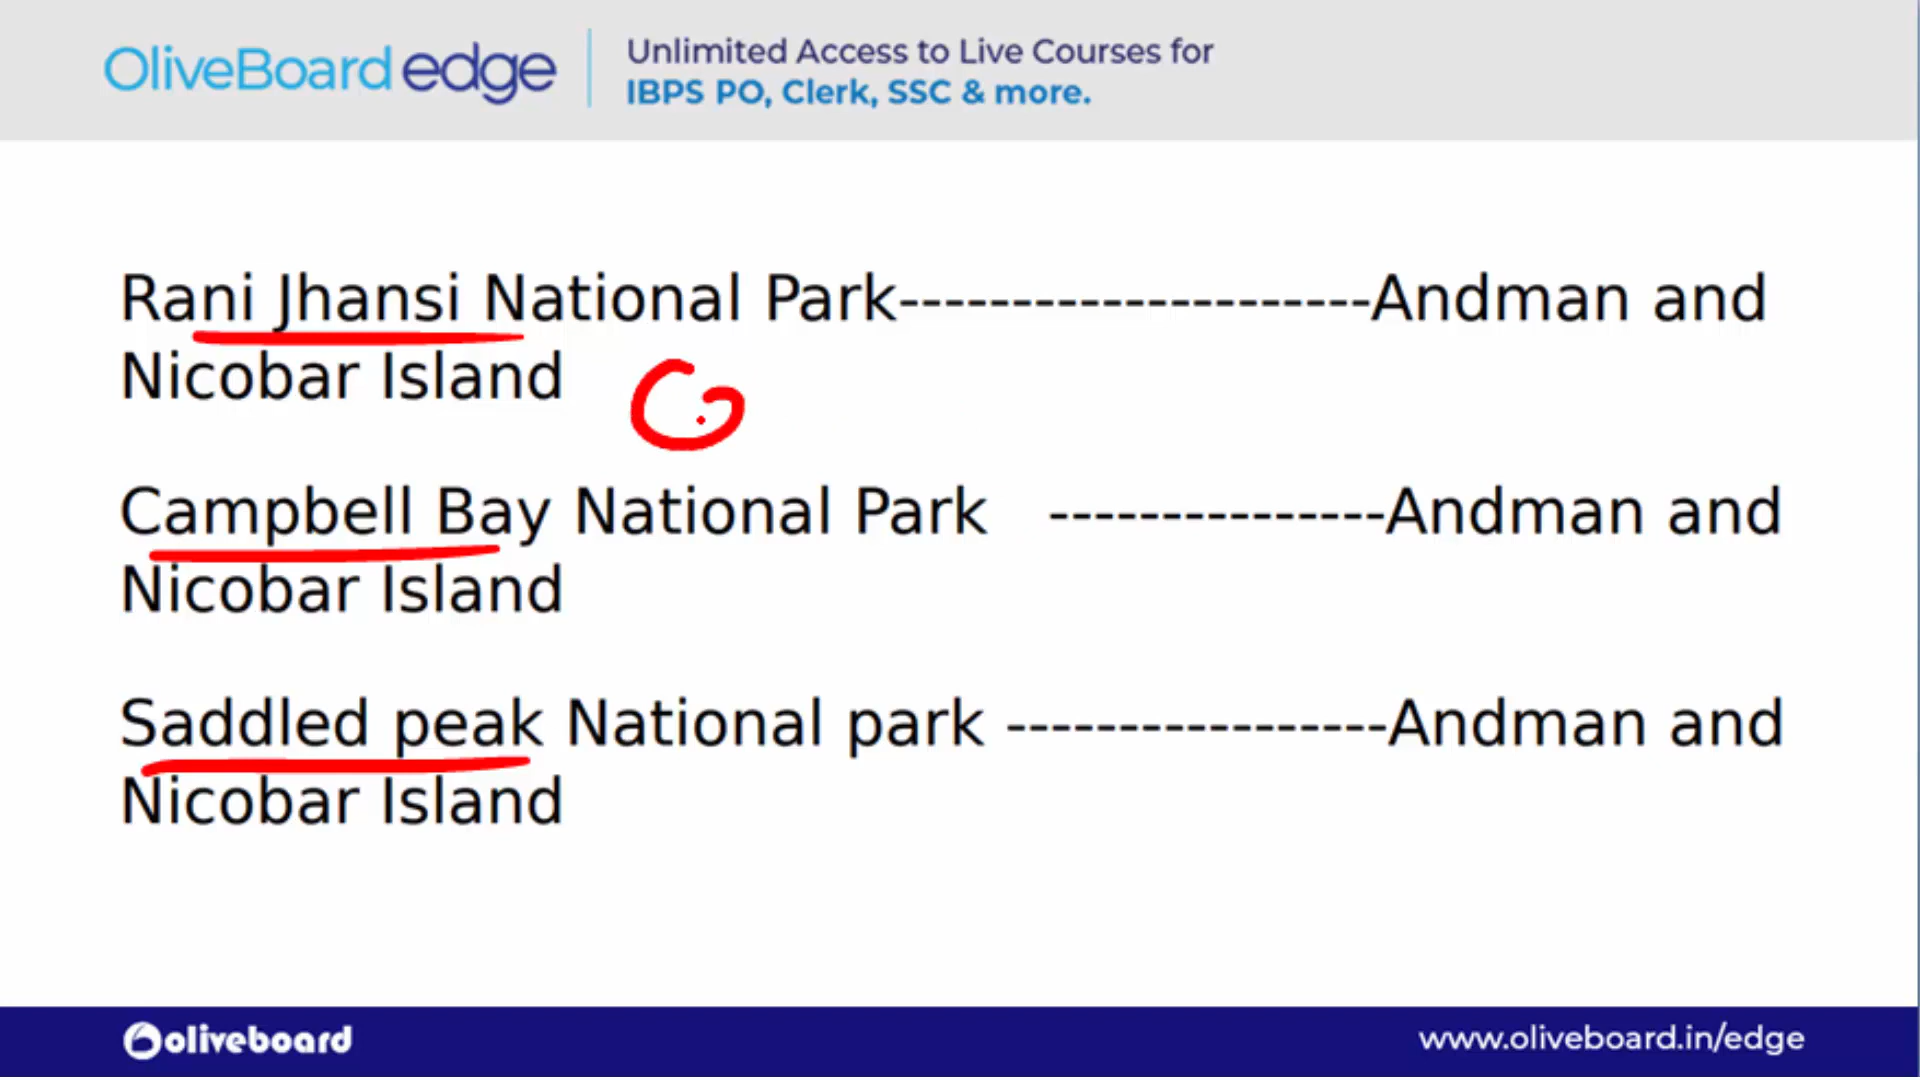 OliveBoard edge
Unlimited Access to Live Courses for
IBPS PO, Clerk, SSC & more.
Rani Jhansi National Park---------------------Andman and
Nicobar Island
Campbell Bay National Park ---------------Andman and
Nicobar Island
Saddled peak National park -----------------Andman and
Nicobar Island
oliveboard
www.oliveboard.in/edge